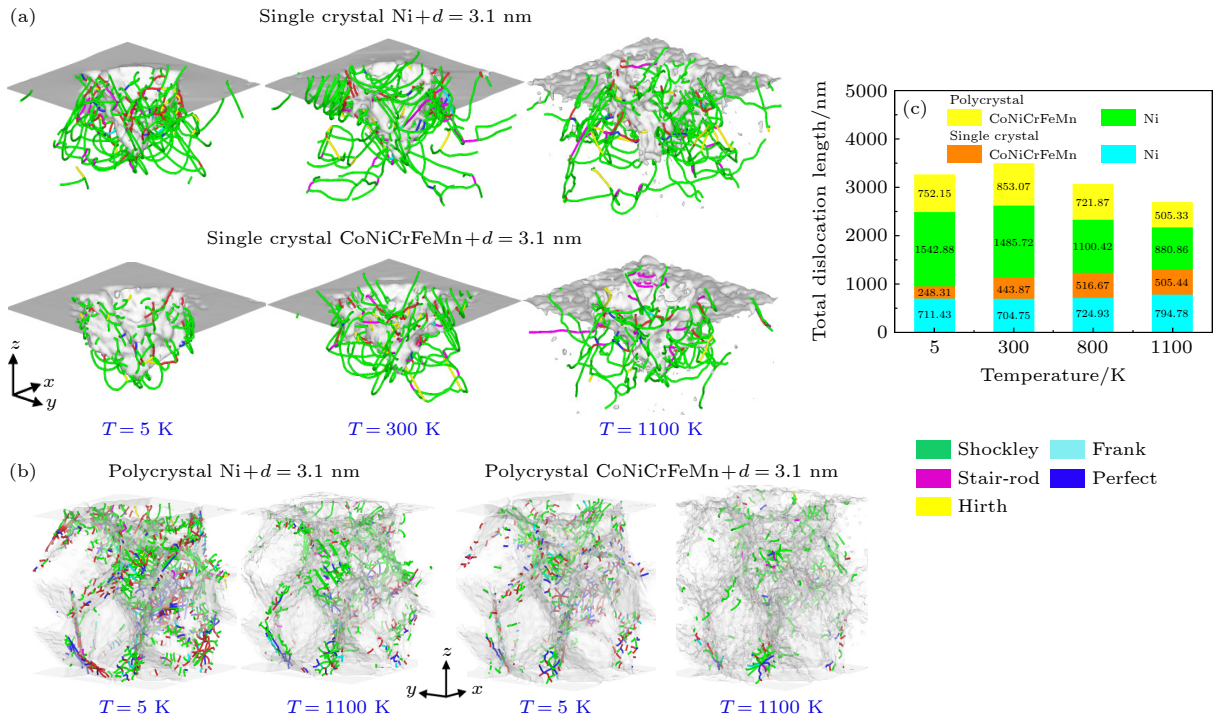 (a)
Single crystal Ni+d = 3.1 nm
Single crystal CoNiCrFeMn+d = 3.1 nm
z
x
y
T = 5 K
T = 300 K
T = 1100 K
(b)
Polycrystal Ni+d = 3.1 nm
Polycrystal CoNiCrFeMn+d = 3.1 nm
z
y
x
T = 5 K
T = 1100 K
T = 5 K
T = 1100 K
(c)
Total dislocation length/nm
5000
4000
3000
2000
1000
0
Polycrystal
CoNiCrFeMn
Ni
Single crystal
CoNiCrFeMn
Ni
752.15
853.07
721.87
505.33
1542.88
1485.72
1100.42
880.86
248.31
443.87
516.67
505.44
711.43
704.75
724.93
794.78
5
300
800
1100
Temperature/K
Shockley
Frank
Stair-rod
Perfect
Hirth